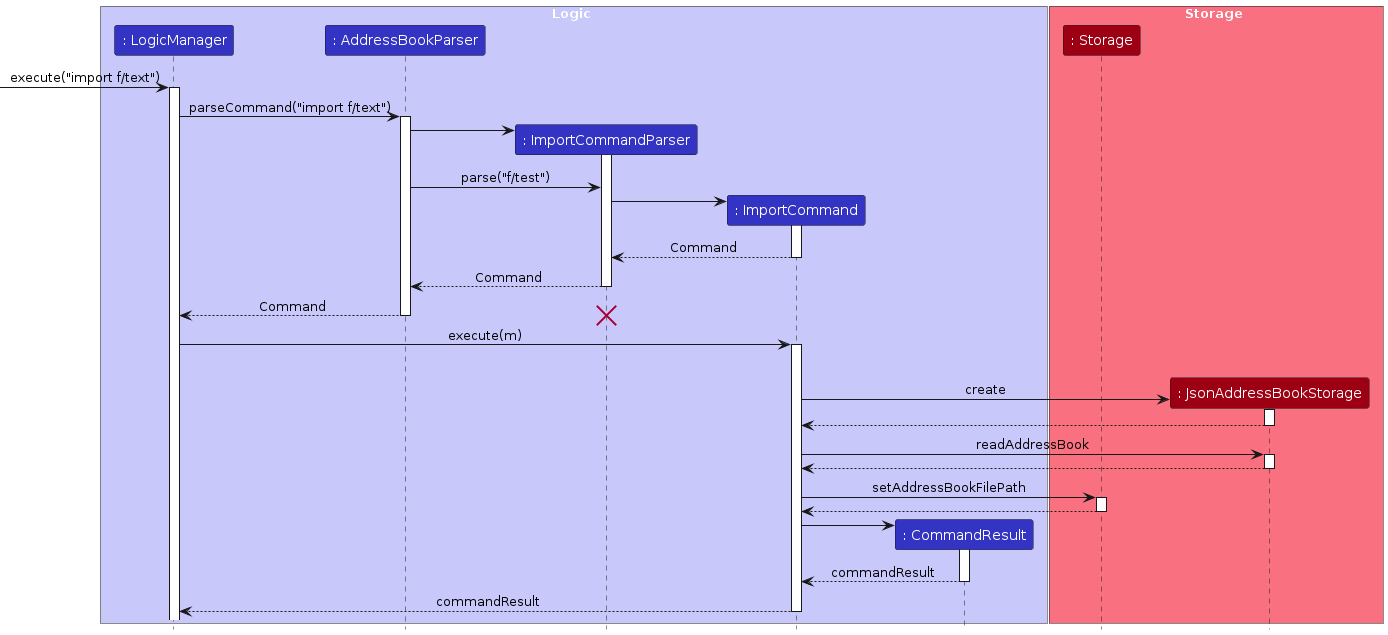 Logic
Storage
: LogicManager
: AddressBookParser
: Storage
execute("import f/text")
parseCommand("import f/text")
: ImportCommandParser
parse("f/test")
: ImportCommand
Command
Command
Command
execute(m)
create
: JsonAddressBookStorage
readAddressBook
setAddressBookFilePath
: CommandResult
commandResult
commandResult